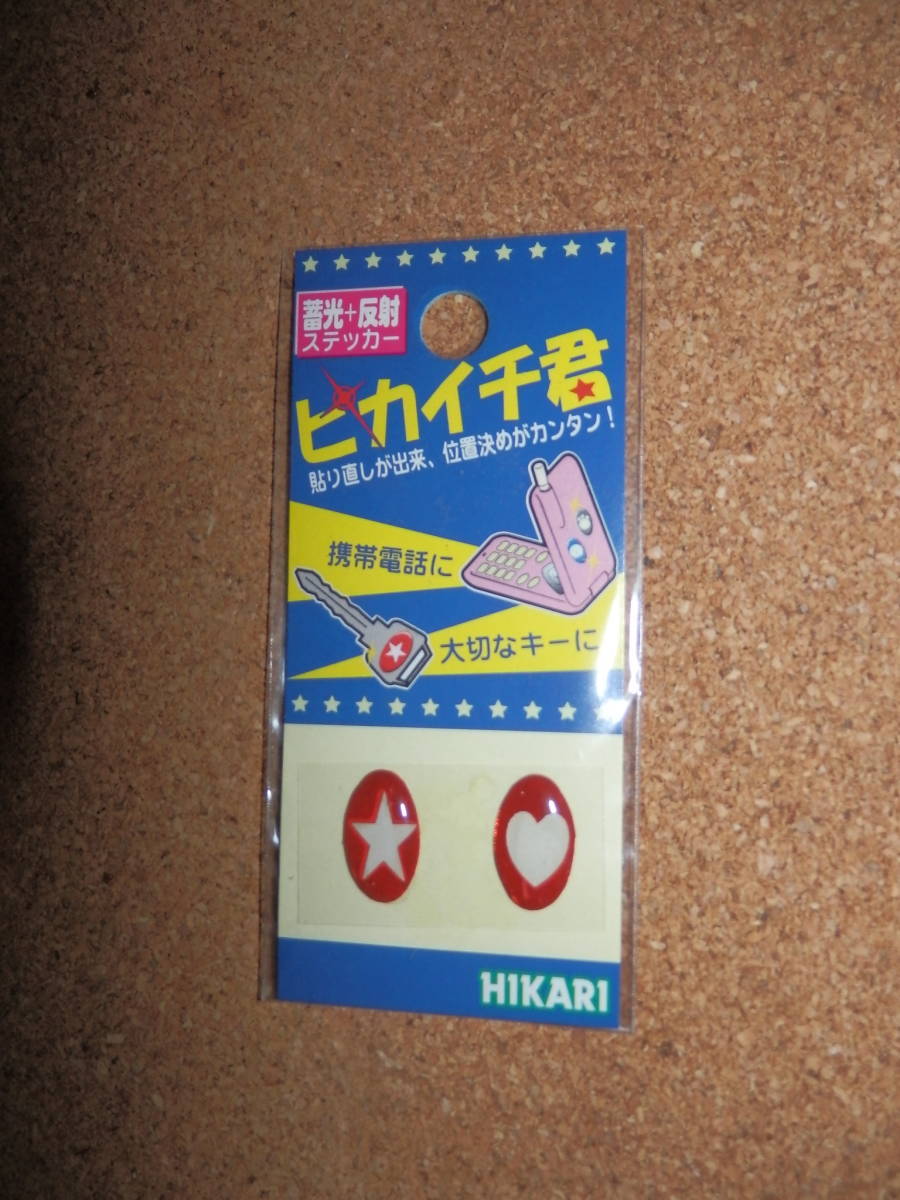 蓄光+反射
ステッカー
ピカイチ君
貼り直しが出来、位置決めがカンタン!
携帯電話に
大切なキーに
HIKARI